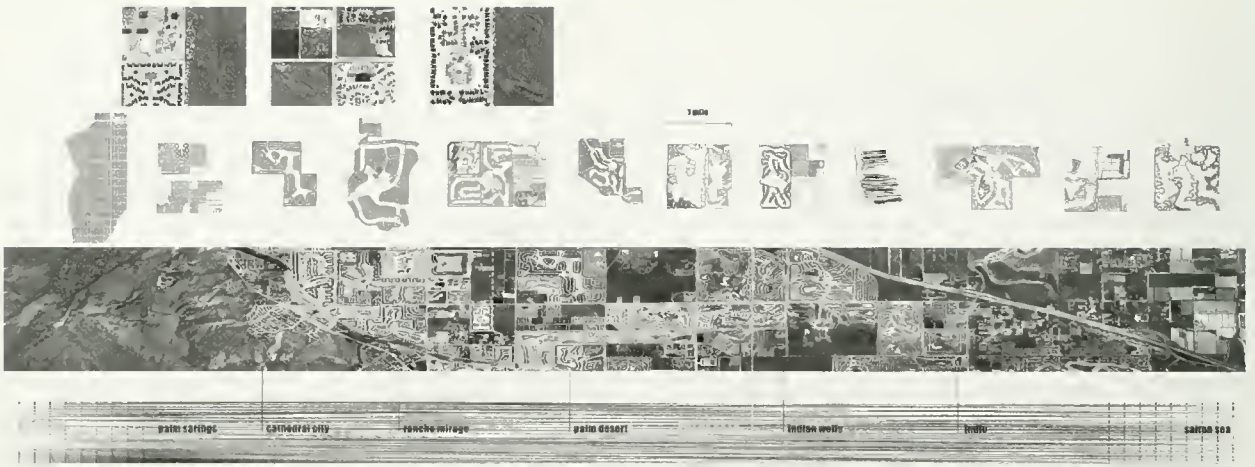 1 mile
palm springs
cathedral city
rancho mirage
palm desert
indian wells
indio
salton sea